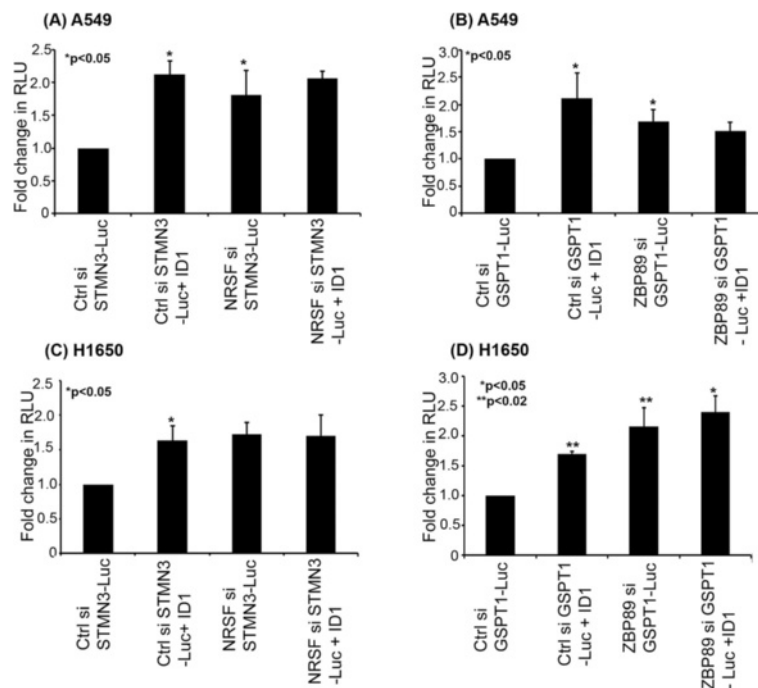 (A) A549
*p<0.05
Fold change in RLU
2.5
2.0
1.5
1.0
0.5
0
*
*
Ctrl si
STMN3-Luc
Ctrl si STMN3
-Luc+ ID1
NRSF si
STMN3-Luc
NRSF si STMN3
-Luc + ID1
(B) A549
*p<0.05
Fold change in RLU
3.0
2.5
2.0
1.5
1.0
0.5
0
*
*
Ctrl si
GSPT1-Luc
Ctrl si GSPT1
-Luc + ID1
ZBP89 si
GSPT1-Luc
ZBP89 si GSPT1
- Luc +ID1
(C) H1650
*p<0.05
Fold change in RLU
2.5
2.0
1.5
1.0
0.5
0
*
Ctrl si
STMN3-Luc
Ctrl si STMN3
-Luc+ ID1
NRSF si
STMN3-Luc
NRSF si STMN3
-Luc + ID1
(D) H1650
*p<0.05
**p<0.02
Fold change in RLU
3.0
2.5
2.0
1.5
1.0
0.5
0
**
**
*
Ctrl si
GSPT1-Luc
Ctrl si GSPT1
-Luc + ID1
ZBP89 si
GSPT1-Luc
ZBP89 si GSPT1
- Luc +ID1